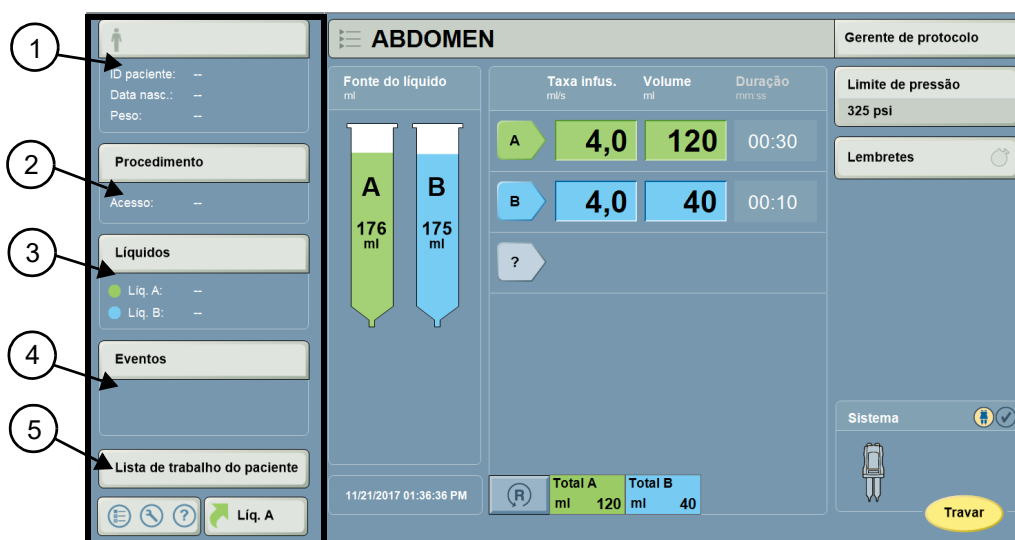 1
ID paciente: --
Data nasc.: --
Peso: --
2
Procedimento
Acesso: --
3
Líquidos
Líq. A: --
Líq. B: --
4
Eventos
5
Lista de trabalho do paciente
?
Líq. A
ABDOMEN
Fonte do líquido
ml
A
176
ml
B
175
ml
11/21/2017 01:36:36 PM
Taxa infus. Volume Duração
ml/s ml mm:ss
A 4,0 120 00:30
B 4,0 40 00:10
?
R
Total A Total B
ml 120 ml 40
Gerente de protocolo
Limite de pressão
325 psi
Lembretes
Sistema
Travar